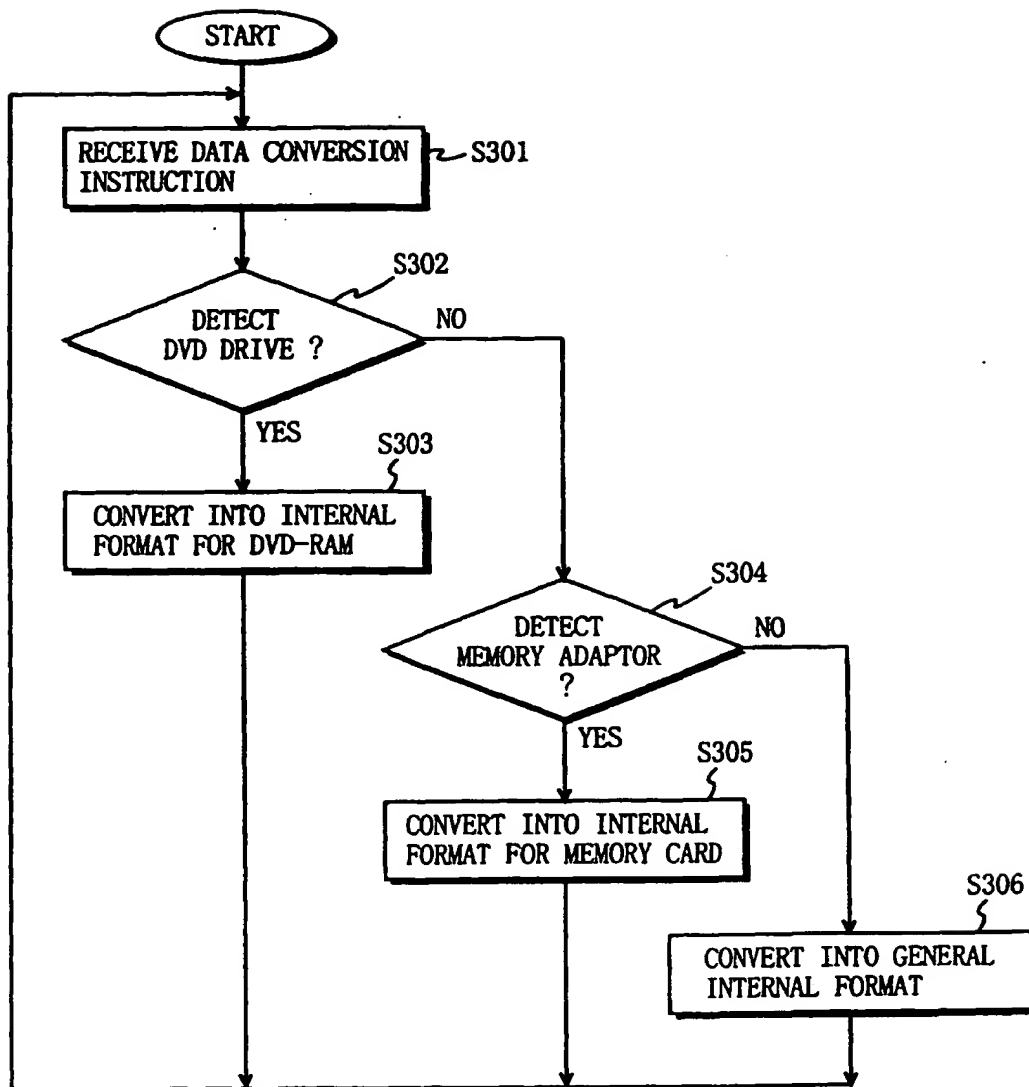 START
RECEIVE DATA CONVERSION
INSTRUCTION
S301
S302
DETECT
DVD DRIVE ?
NO
YES
S303
CONVERT INTO INTERNAL
FORMAT FOR DVD-RAM
S304
DETECT
MEMORY ADAPTOR
?
NO
YES
S305
CONVERT INTO INTERNAL
FORMAT FOR MEMORY CARD
S306
CONVERT INTO GENERAL
INTERNAL FORMAT